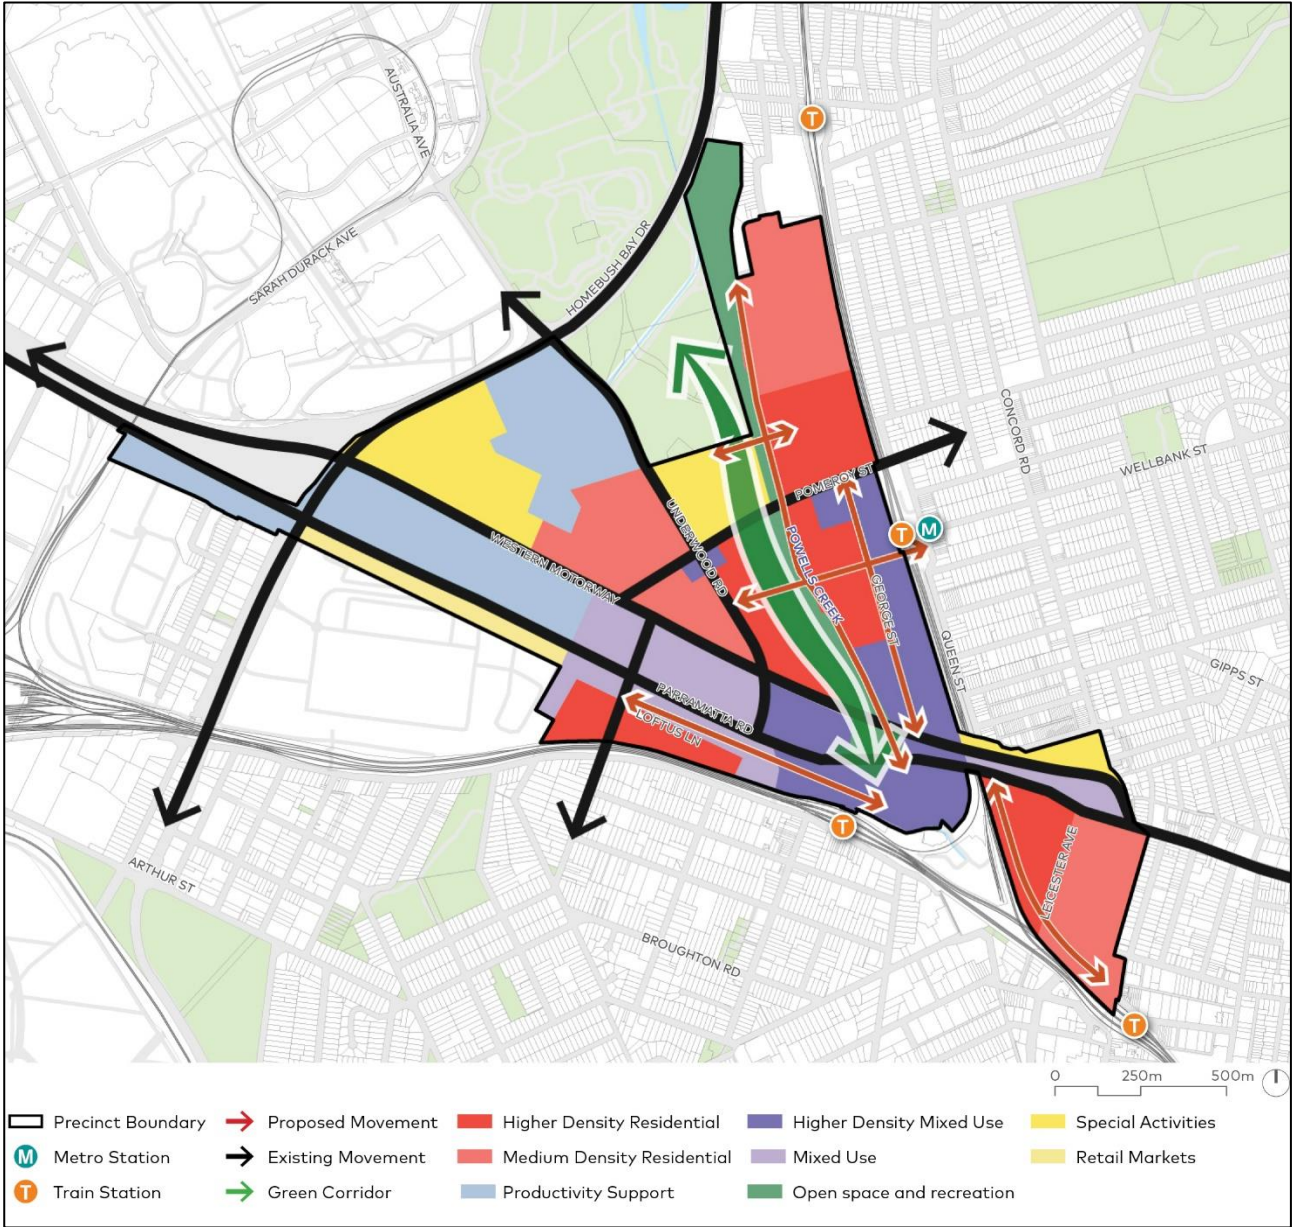 AUSTRALIA AVE
T
SARAH DURACK AVE
HOMEBUSH BAY DR
CONCORD RD
WELLBANK ST
POMEROY ST
UNDERWOOD RD
WESTERN MOTORWAY
POWELLS CREEK
GEORGE ST
T
M
QUEEN ST
GIPPS ST
PARRAMATTA RD
LOFTUS LN
T
LEICESTER AVE
ARTHUR ST
BROUGHTON RD
T
0 250m 500m
Precinct Boundary Proposed Movement Higher Density Residential Higher Density Mixed Use Special Activities
M Metro Station Existing Movement Medium Density Residential Mixed Use Retail Markets
T Train Station Green Corridor Productivity Support Open space and recreation